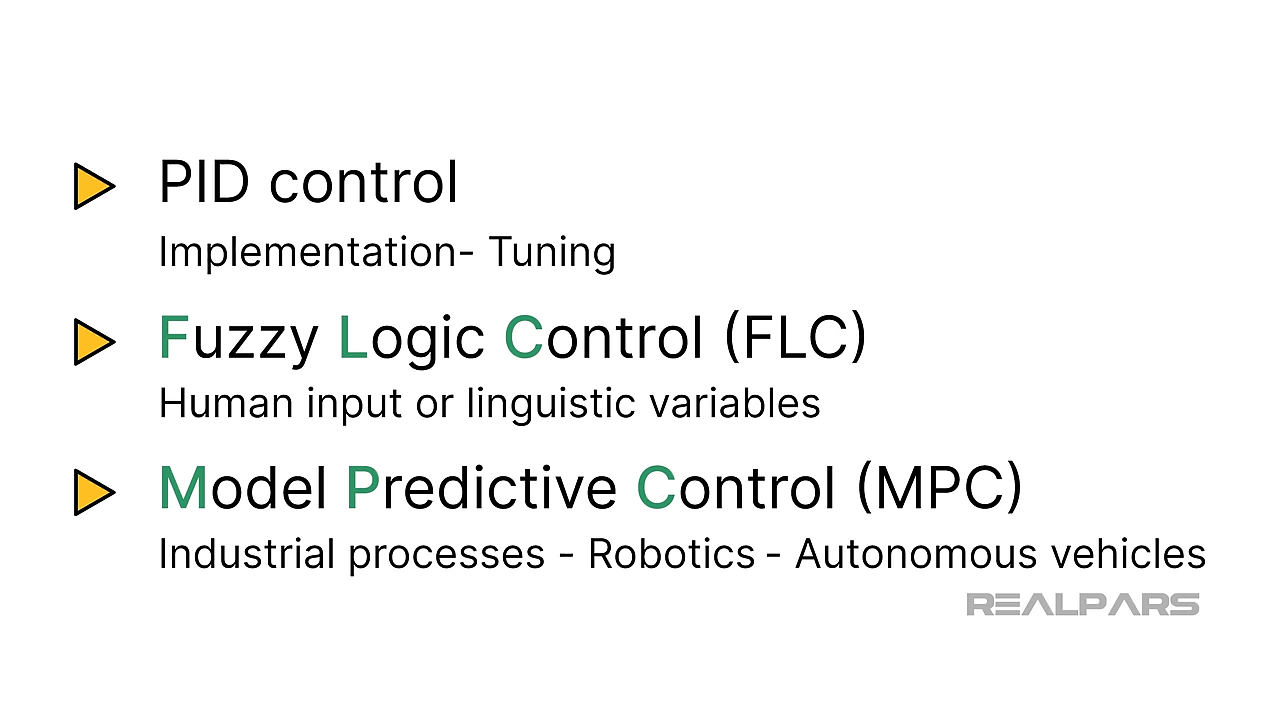 PID control
Implementation- Tuning
Fuzzy Logic Control (FLC)
Human input or linguistic variables
Model Predictive Control (MPC)
Industrial processes - Robotics - Autonomous vehicles
REALPARS